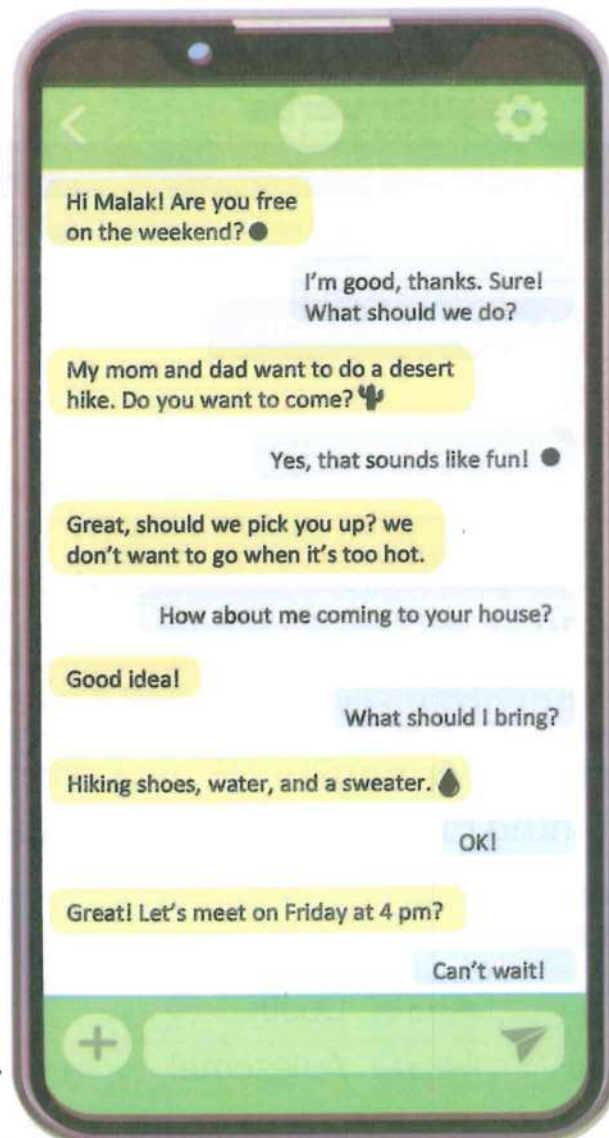 Hi Malak! Are you free
on the weekend?
I'm good, thanks. Sure!
What should we do?
My mom and dad want to do a desert
hike. Do you want to come?
Yes, that sounds like fun!
Great, should we pick you up? we
don't want to go when it's too hot.
How about me coming to your house?
Good idea!
What should I bring?
Hiking shoes, water, and a sweater.
OK!
Great! Let's meet on Friday at 4 pm?
Can't wait!